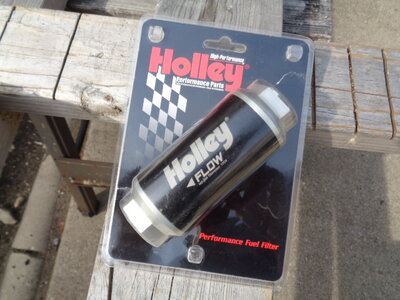 High Performance
Holley
Performance Parts
Holley
FLOW
Performance Fuel Filter